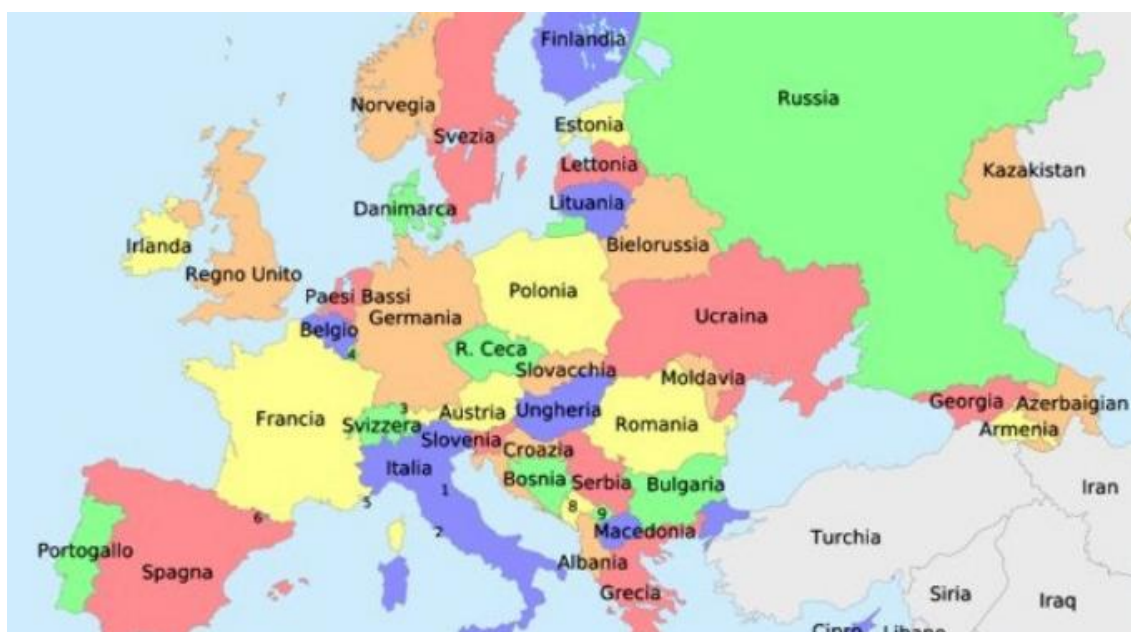 Finlandia
Russia
Norvegia
Svezia
Estonia
Lettonia
Kazakistan
Lituania
Danimarca
Irlanda
Bielorussia
Regno Unito
Paesi Bassi
Polonia
Germania
Ucraina
Belgio
4
R. Ceca
Slovacchia
Moldavia
Georgia
Azerbaigian
3
Francia
Austria
Ungheria
Svizzera
Romania
Armenia
Slovenia
Croazia
Italia
Bosnia
Serbia
Bulgaria
Iran
1
5
8
9
6
2
Macedonia
Turchia
Portogallo
Spagna
Albania
Grecia
Siria
Iraq
Cipro
Libano